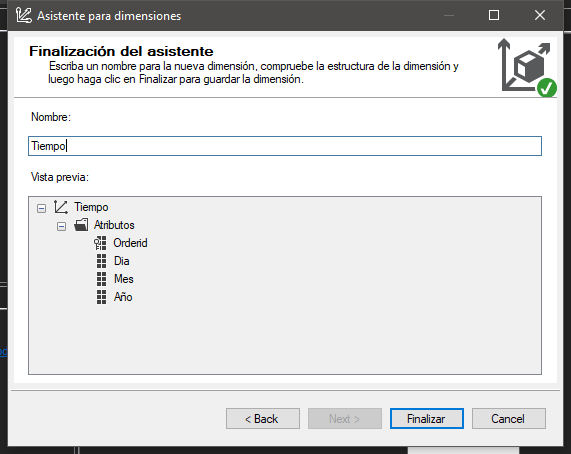 Asistente para dimensiones
Finalización del asistente
Escriba un nombre para la nueva dimensión, compruebe la estructura de la dimensión y
luego haga clic en Finalizar para guardar la dimensión.
Nombre:
Tiempo
Vista previa:
Tiempo
Atributos
Orderid
Dia
Mes
Año
< Back
Next >
Finalizar
Cancel